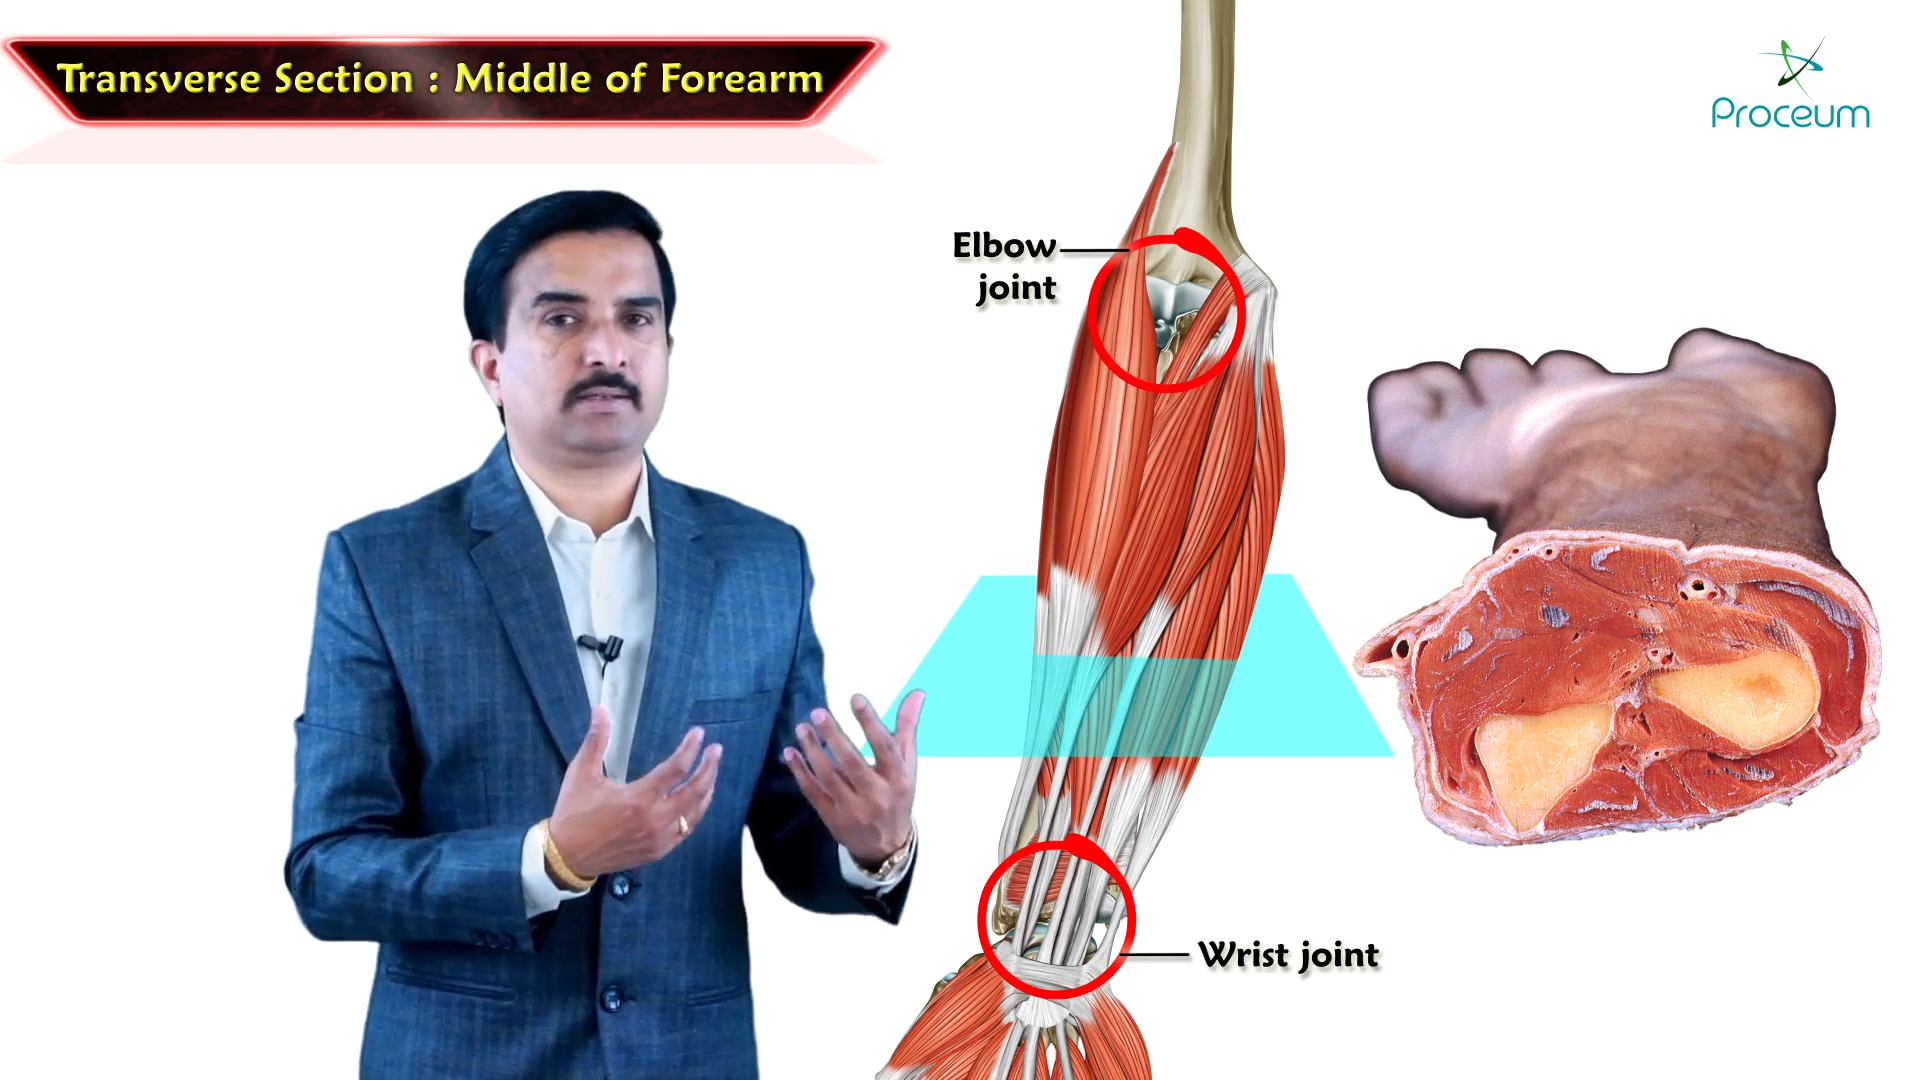 Transverse Section : Middle of Forearm
Proceum
Elbow
joint
Wrist joint